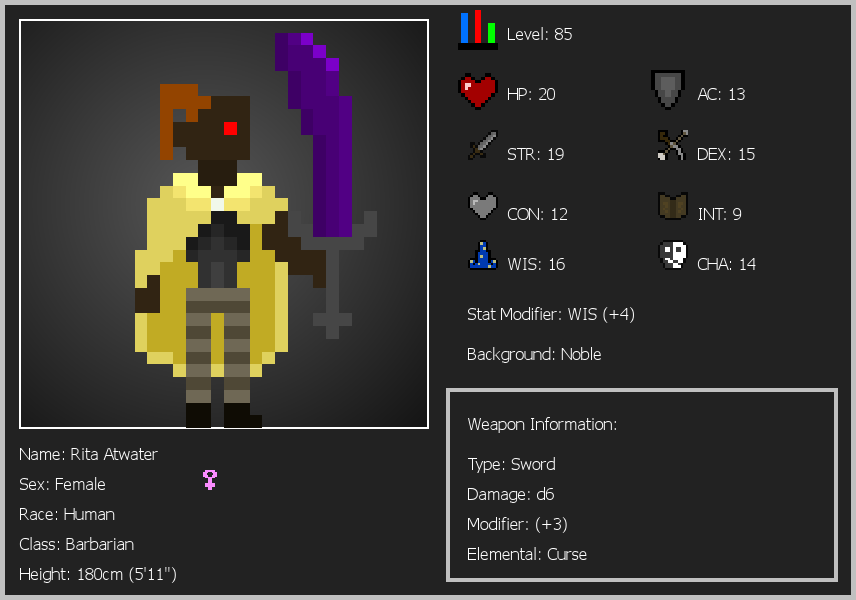 Level: 85
HP: 20
AC: 13
STR: 19
DEX: 15
CON: 12
INT: 9
WIS: 16
CHA: 14
Stat Modifier: WIS (+4)
Background: Noble
Weapon Information:
Type: Sword
Damage: d6
Modifier: (+3)
Elemental: Curse
Name: Rita Atwater
Sex: Female
Race: Human
Class: Barbarian
Height: 180cm (5'11")